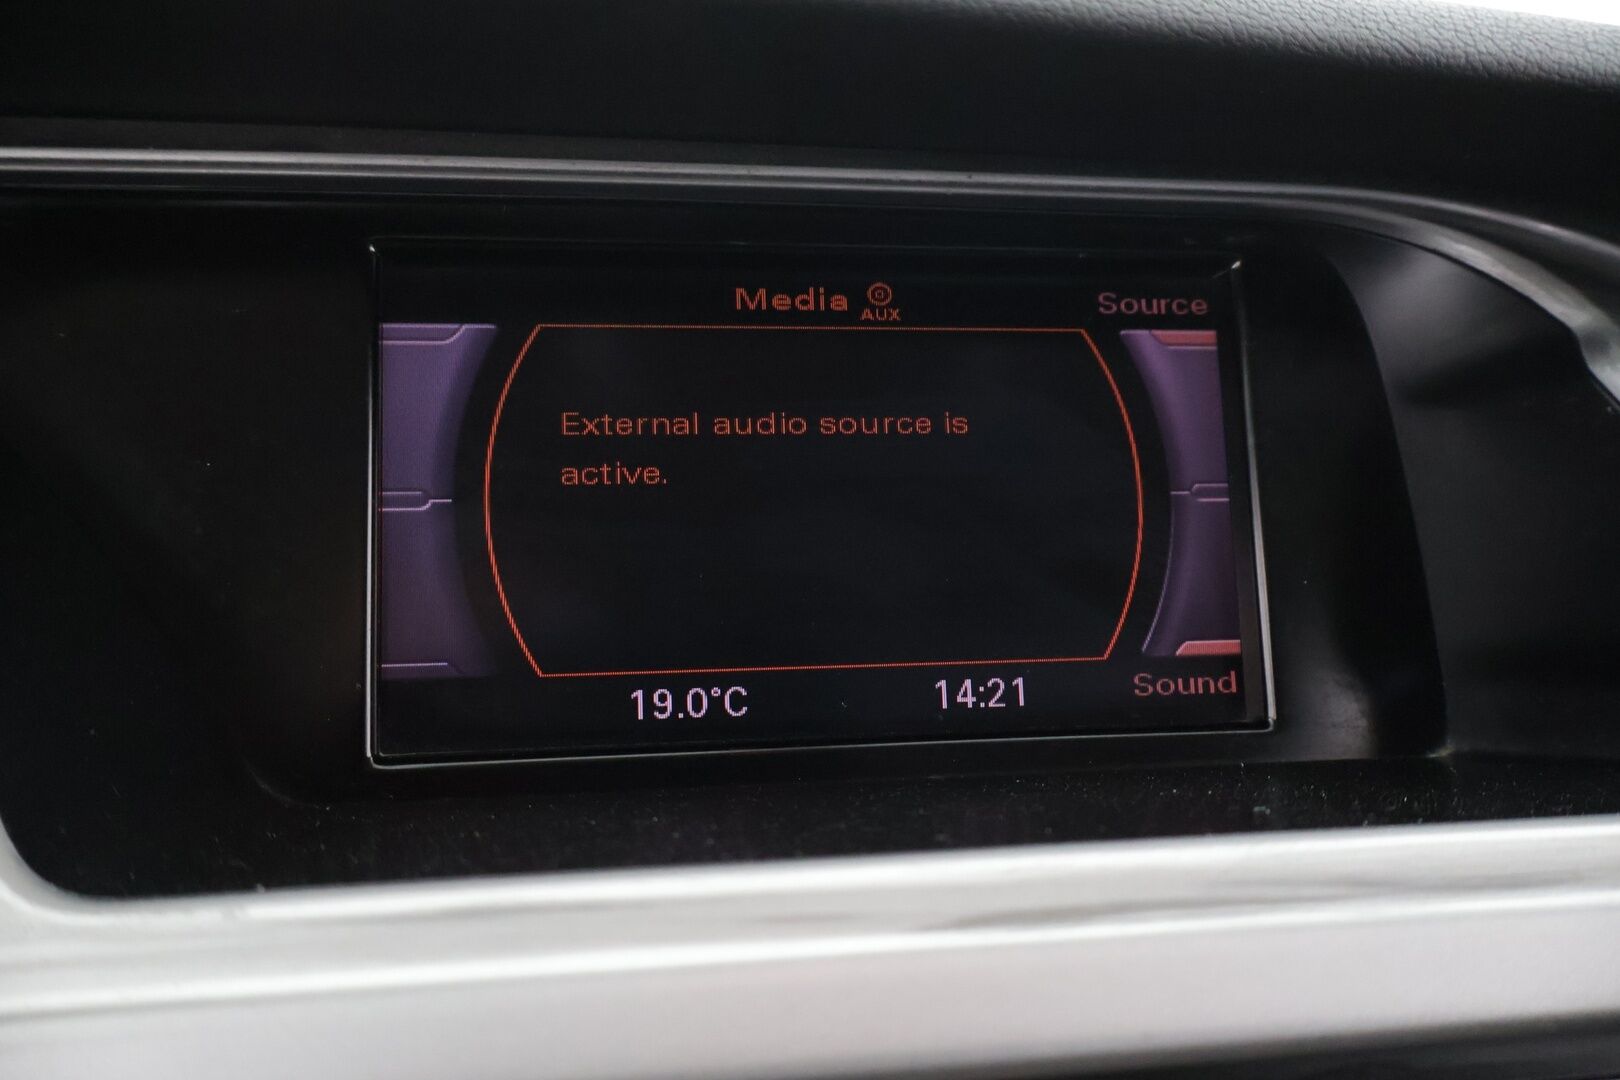 Media AUX
Source
External audio source is
active.
19.0°C
14:21
Sound